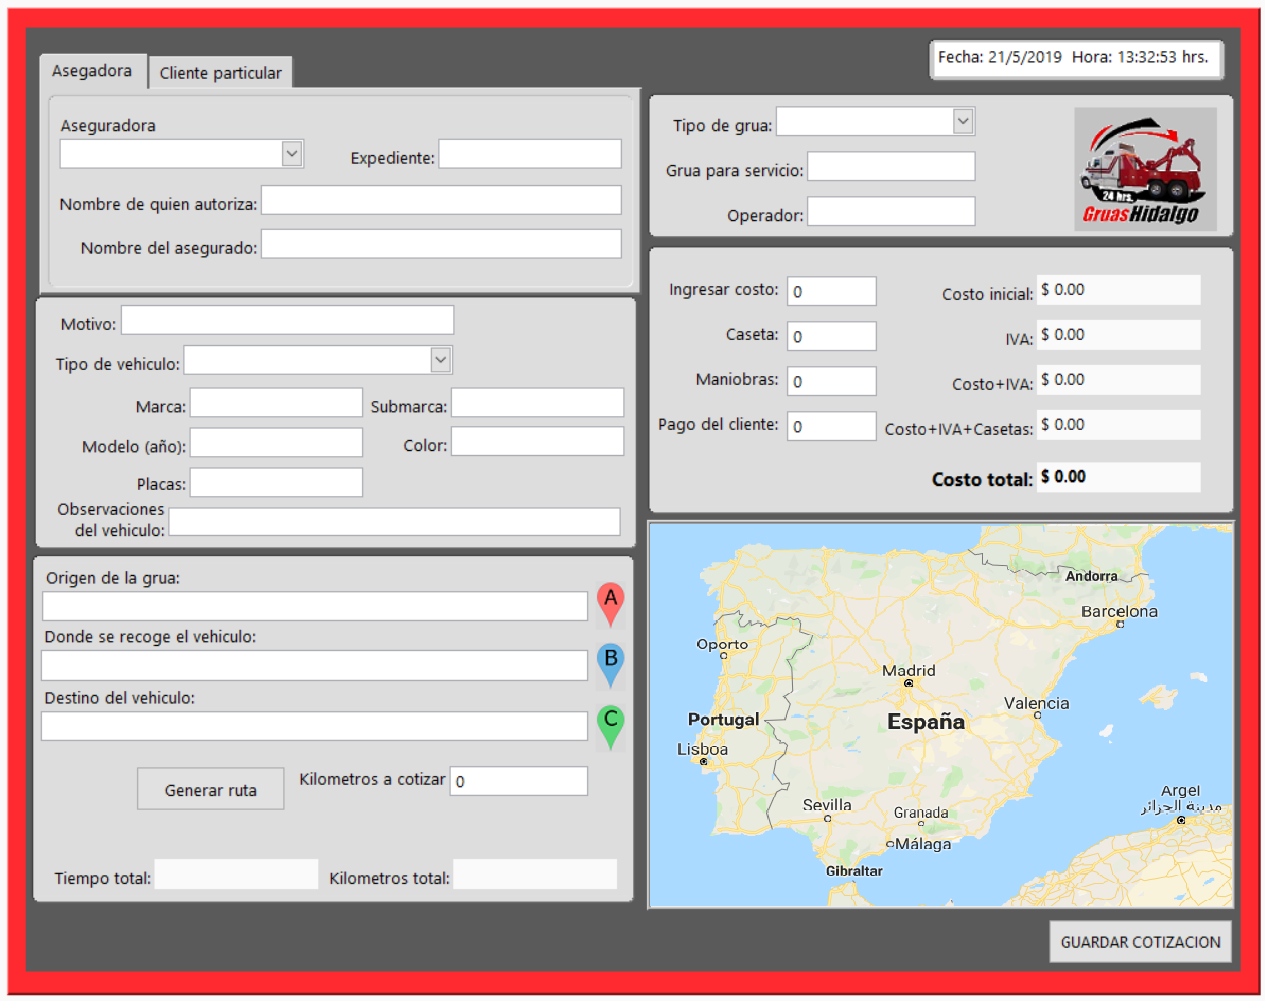 Asegadora
Cliente particular
Fecha: 21/5/2019 Hora: 13:32:53 hrs.
Aseguradora
Expediente:
Nombre de quien autoriza:
Nombre del asegurado:
Tipo de grua:
Grua para servicio:
Operador:
24 hrs.
GruasHidalgo
Motivo:
Tipo de vehiculo:
Marca:
Submarca:
Modelo (año):
Color:
Placas:
Observaciones
del vehiculo:
Ingresar costo: 0
Costo inicial: $ 0.00
Caseta: 0
IVA: $ 0.00
Maniobras: 0
Costo+IVA: $ 0.00
Pago del cliente: 0
Costo+IVA+Casetas: $ 0.00
Costo total: $ 0.00
Origen de la grua:
A
Donde se recoge el vehiculo:
B
Destino del vehiculo:
C
Generar ruta
Kilometros a cotizar 0
Tiempo total:
Kilometros total:
Andorra
Barcelona
Oporto
Madrid
Valencia
Portugal
España
Lisboa
Sevilla
Granada
Málaga
Gibraltar
Argel
مدينة الجزائر
GUARDAR COTIZACION